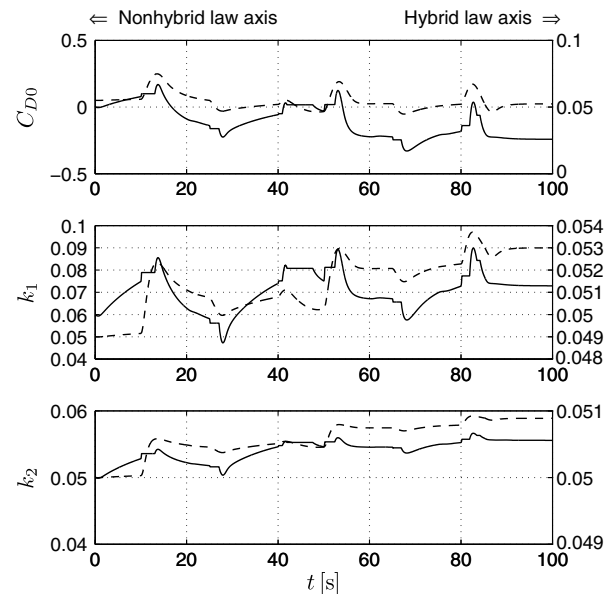 ⇐ Nonhybrid law axis Hybrid law axis ⇒
0.5 0.1
C_{D0} 0 0.05
−0.5 0
0 20 40 60 80 100
0.1 0.054
0.09 0.053
0.08 0.052
k_1 0.07 0.051
0.06 0.050
0.05 0.049
0.04 0.048
0 20 40 60 80 100
0.06 0.051
k_2 0.05 0.05
0.04 0.049
0 20 40 60 80 100
t [s]